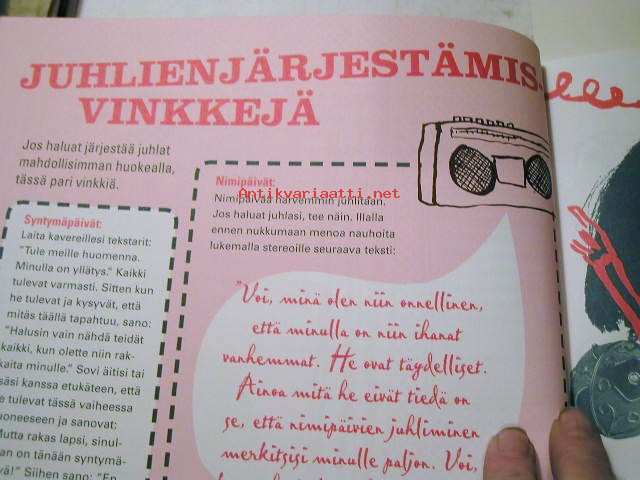 JUHLIENJÄRJESTÄMIS-
VINKKEJÄ
Jos haluat järjestää juhlat
mahdollisimman huokealla,
tässä pari vinkkiä.
Syntymäpäivät:
Laita kavereillesi tekstarit:
"Tule meille huomenna.
Minulla on yllätys." Kaikki
tulevat varmasti. Sitten kun
he tulevat ja kysyvät, että
mitäs täällä tapahtuu, sano:
"Halusin vain nähdä teidät
kaikki, kun olette niin rak-
kaita minulle." Sovi äitisi tai
isäsi kanssa etukäteen, että
he tulevat tässä vaiheessa
huoneeseen ja sanovat:
"Mutta rakas lapsi, sinul-
an on tänään syntymä-
vä!" Siihen sano: "En
Nimipäivät:
Nimipäivää harvemmin juhlitaan.
Jos haluat juhlasi, tee näin. Illalla
ennen nukkumaan menoa nauhoita
lukemalla stereoille seuraava teksti:
"Voi, minä olen niin onnellinen,
että minulla on niin ihanat
vanhemmat. He ovat täydelliset.
Ainoa mitä he eivät tiedä on
se, että nimipäivien juhliminen
merkitsisi minulle paljon. Voi,
Antikvariaatti.net